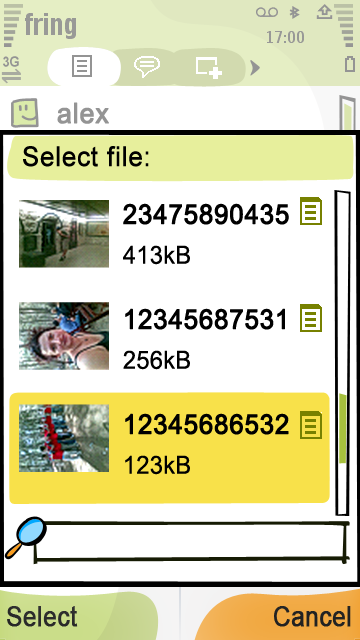 fring
17:00
3G
alex
Select file:
23475890435
413kB
12345687531
256kB
12345686532
123kB
Select
Cancel